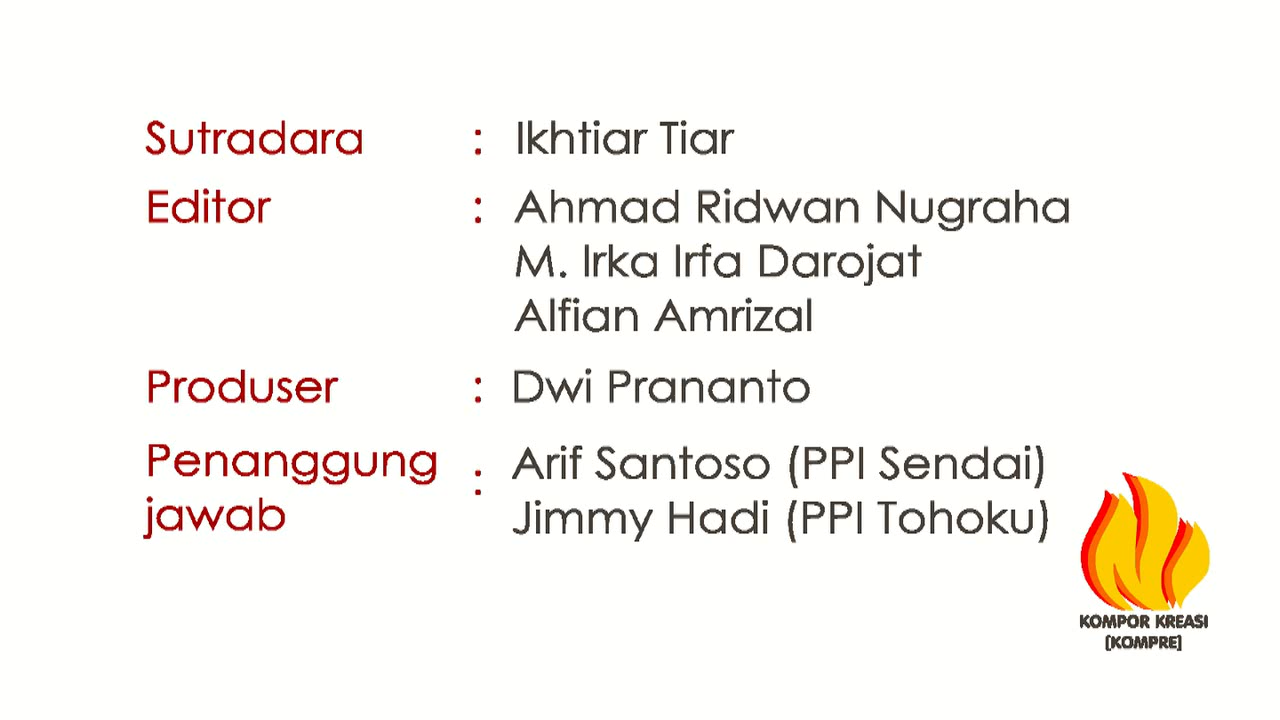 Sutradara : Ikhtiar Tiar
Editor : Ahmad Ridwan Nugraha
M. Irka Irfa Darojat
Alfian Amrizal
Produser : Dwi Prananto
Penanggung : Arif Santoso (PPI Sendai)
jawab Jimmy Hadi (PPI Tohoku)
KOMPOR KREASI
[KOMPRE]